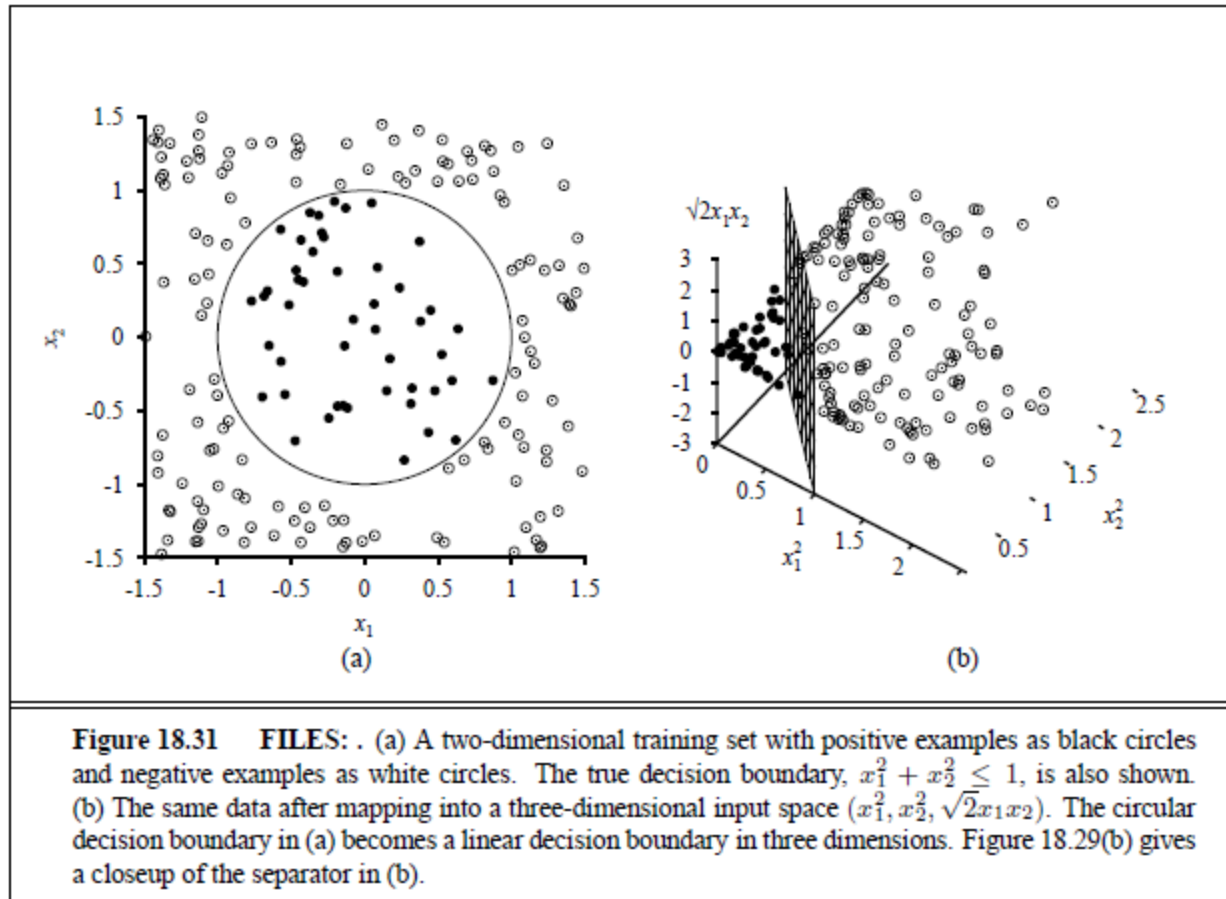 1.5
1
0.5
0
-0.5
-1
-1.5
x₂
-1.5 -1 -0.5 0 0.5 1 1.5
x₁
(a)
√2x₁x₂
3
2
1
0
-1
-2
-3
0
0.5
1
1.5
2
x₁²
0.5
1
1.5
2
2.5
x₂²
(b)
Figure 18.31 FILES: . (a) A two-dimensional training set with positive examples as black circles
and negative examples as white circles. The true decision boundary, x₁² + x₂² ≤ 1, is also shown.
(b) The same data after mapping into a three-dimensional input space (x₁², x₂², √2x₁x₂). The circular
decision boundary in (a) becomes a linear decision boundary in three dimensions. Figure 18.29(b) gives
a closeup of the separator in (b).